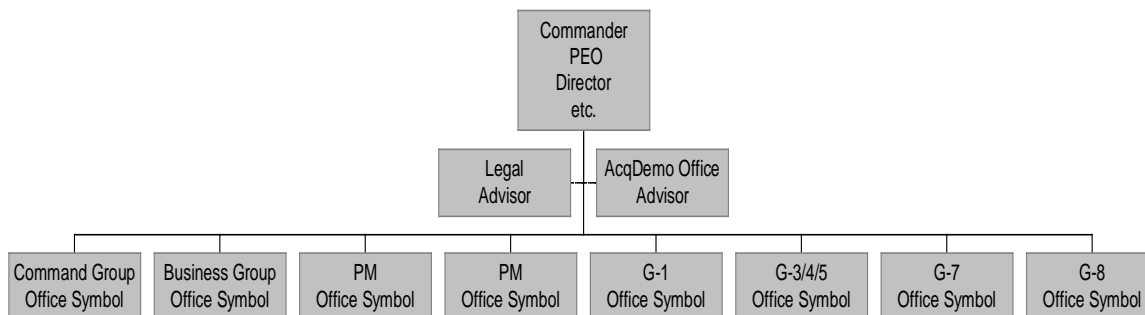 Commander
PEO
Director
etc.
Legal
Advisor
AcqDemo Office
Advisor
Command Group
Office Symbol
Business Group
Office Symbol
PM
Office Symbol
PM
Office Symbol
G-1
Office Symbol
G-3/4/5
Office Symbol
G-7
Office Symbol
G-8
Office Symbol